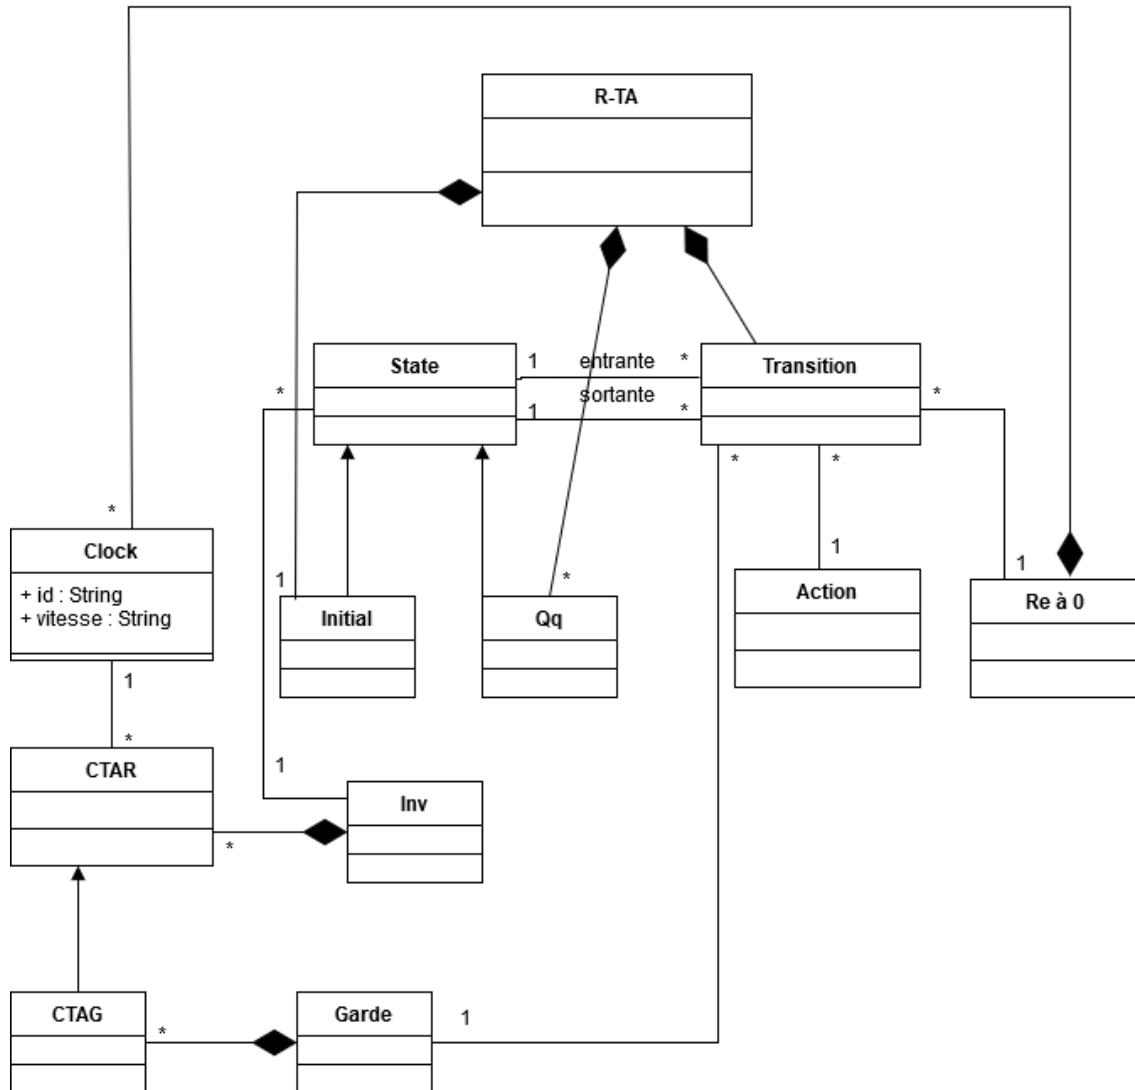 R-TA
State
1 entrante *
Transition
*
sortante
*
1
*
*
*
*
Clock
+ id : String
+ vitesse : String
1
*
1
1
Initial
Qq
Action
Re à 0
1
*
CTAR
1
Inv
*
CTAG
*
Garde
1